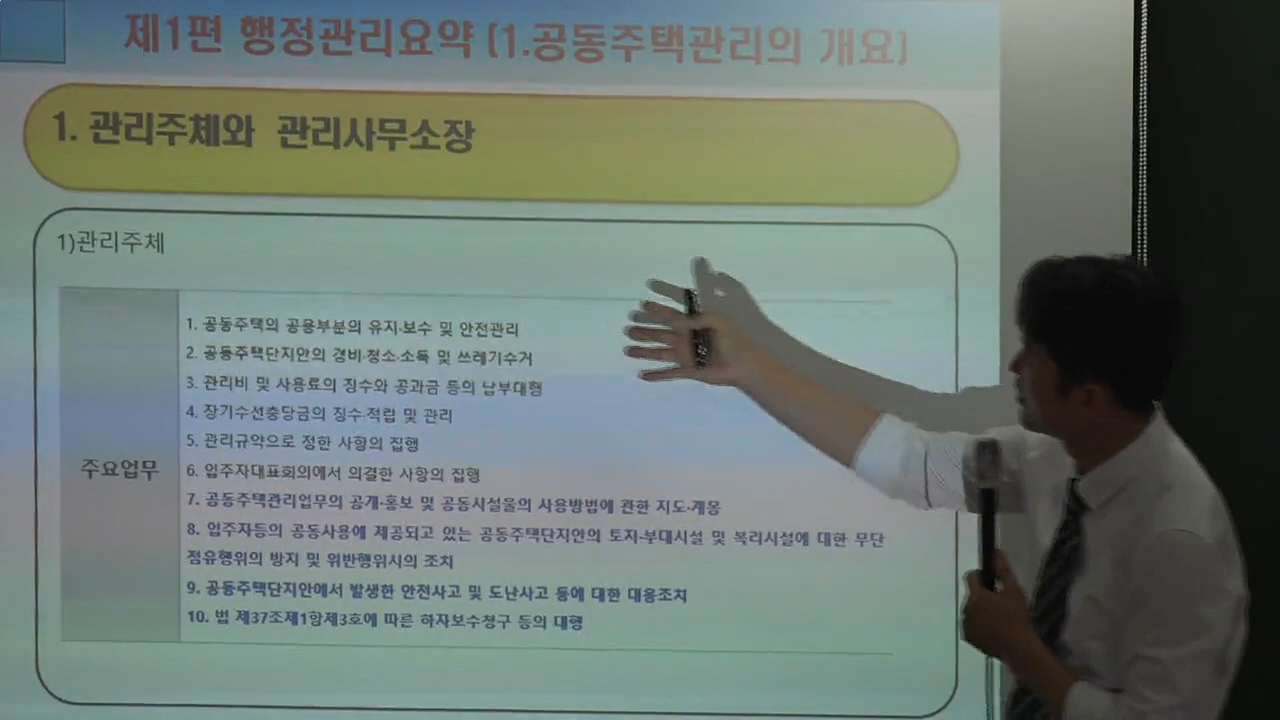 제1편 행정관리요약 [1.공동주택관리의 개요]
1. 관리주체와 관리사무소장
1)관리주체
주요업무
1. 공동주택의 공용부분의 유지·보수 및 안전관리
2. 공동주택단지안의 경비·청소·소독 및 쓰레기수거
3. 관리비 및 사용료의 징수와 공과금 등의 납부대행
4. 장기수선충당금의 징수·적립 및 관리
5. 관리규약으로 정한 사항의 집행
6. 입주자대표회의에서 의결한 사항의 집행
7. 공동주택관리업무의 공개·홍보 및 공동시설물의 사용방법에 관한 지도·계몽
8. 입주자등의 공동사용에 제공되고 있는 공동주택단지안의 토지·부대시설 및 복리시설에 대한 무단
점유행위의 방지 및 위반행위시의 조치
9. 공동주택단지안에서 발생한 안전사고 및 도난사고 등에 대한 대응조치
10. 법 제37조제1항제3호에 따른 하자보수청구 등의 대행